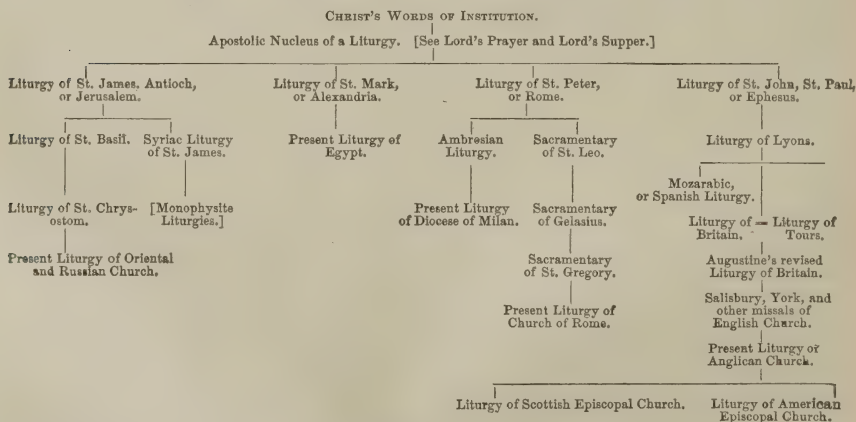 CHRIST'S WORDS OF INSTITUTION.
Apostolic Nucleus of a Liturgy. [See Lord's Prayer and Lord's Supper.]
Liturgy of St. James, Antioch,
or Jerusalem.
Liturgy of St. Mark,
or Alexandria.
Liturgy of St. Peter,
or Rome.
Liturgy of St. John, St. Paul,
or Ephesus.
Liturgy of St. Basil.
Syriac Liturgy
of St. James.
Present Liturgy of
Egypt.
Ambresian
Liturgy.
Sacramentary
of St. Leo.
Liturgy of Lyons.
Mozarabic,
or Spanish Liturgy.
Liturgy of St. Chrys-
ostom.
[Monophysite
Liturgies.]
Present Liturgy
of Diocese of Milan.
Sacramentary
of Gelasius.
Liturgy of = Liturgy of
Britain. Tours.
Present Liturgy of Oriental
and Russian Church.
Sacramentary
of St. Gregory.
Augustine's revised
Liturgy of Britain.
Present Liturgy of
Church of Rome.
Salisbury, York, and
other missals of
English Church.
Present Liturgy of
Anglican Church.
Liturgy of Scottish Episcopal Church.
Liturgy of American
Episcopal Church.